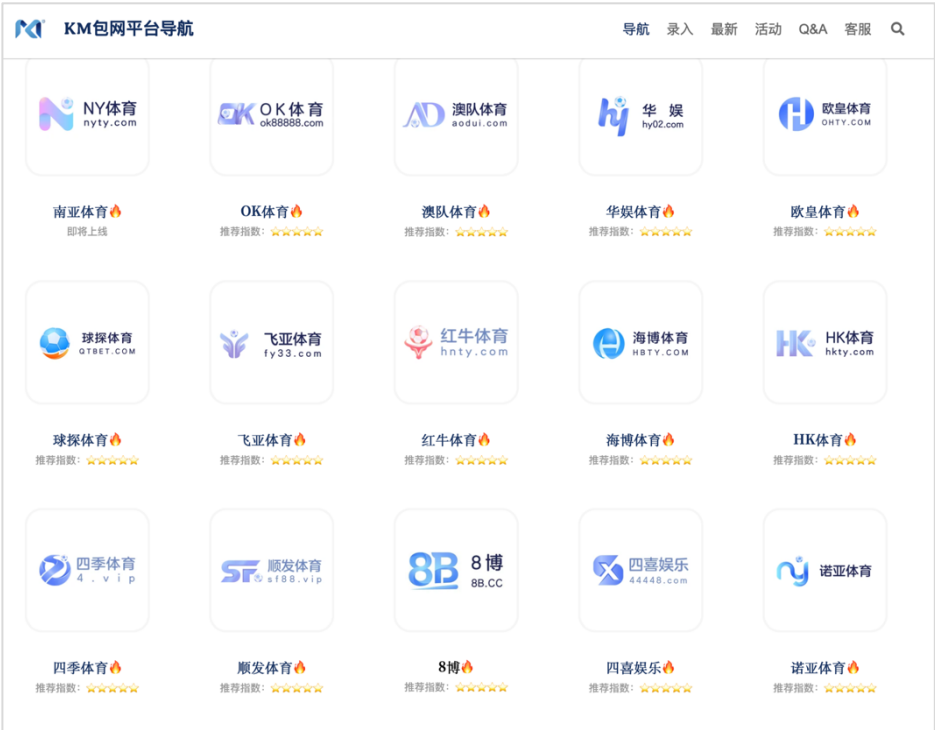 KM包网平台导航
导航 录入 最新 活动 Q&A 客服
NY体育 OK体育 澳队体育 华 娱 欧皇体育
nyty.com ok88888.com aodui.com hy02.com OHTY.COM
南亚体育🔥 OK体育🔥 澳队体育🔥 华娱体育🔥 欧皇体育🔥
即将上线 推荐指数：⭐⭐⭐⭐⭐ 推荐指数：⭐⭐⭐⭐⭐ 推荐指数：⭐⭐⭐⭐⭐ 推荐指数：⭐⭐⭐⭐⭐
球探体育 飞亚体育 红牛体育 海博体育 HK HK体育
QTBET.COM fy33.com hnty.com HBTY.COM hkty.com
球探体育🔥 飞亚体育🔥 红牛体育🔥 海博体育🔥 HK体育🔥
推荐指数：⭐⭐⭐⭐⭐ 推荐指数：⭐⭐⭐⭐⭐ 推荐指数：⭐⭐⭐⭐⭐ 推荐指数：⭐⭐⭐⭐⭐ 推荐指数：⭐⭐⭐⭐⭐
四季体育 SF 顺发体育 8B 8博 四喜娱乐 诺亚体育
4.vip sf88.vip 8B.CC 44448.com
四季体育🔥 顺发体育🔥 8博🔥 四喜娱乐🔥 诺亚体育🔥
推荐指数：⭐⭐⭐⭐⭐ 推荐指数：⭐⭐⭐⭐⭐ 推荐指数：⭐⭐⭐⭐⭐ 推荐指数：⭐⭐⭐⭐⭐ 推荐指数：⭐⭐⭐⭐⭐